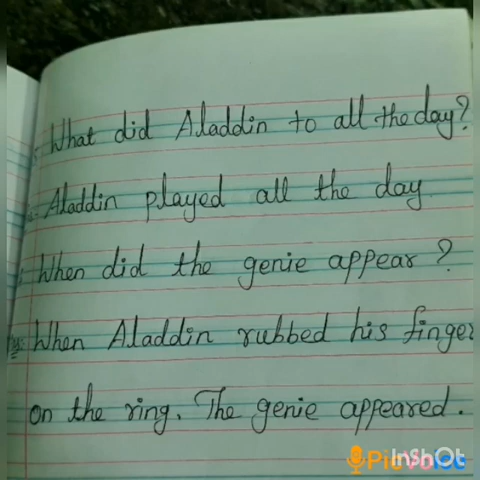 What did Aladdin to all the day?
Aladdin played all the day
When did the genie appear ?
When Aladdin rubbed his finger
on the ring. The genie appeared.
InShOt